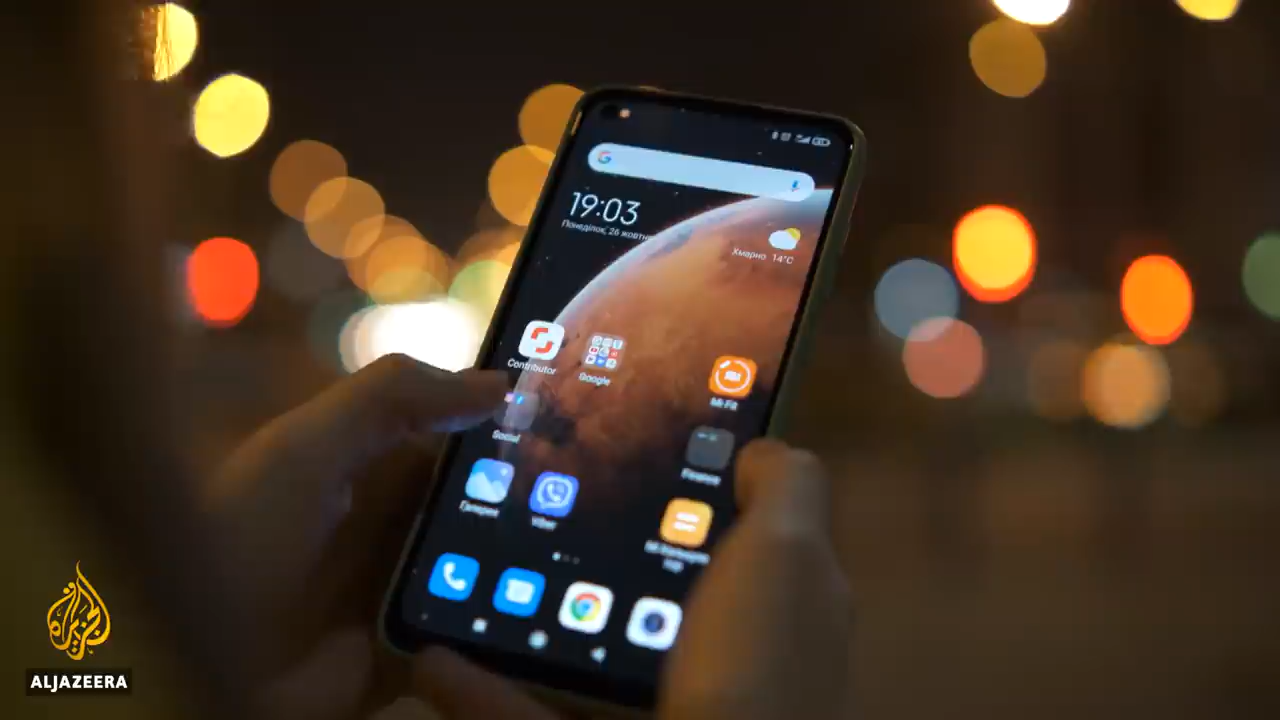 19:03
Понеділок, 26 жовтня
Хмарно 14°C
Contributor
Google
Mi Fit
Social
Finance
Галерея
Viber
ALJAZEERA